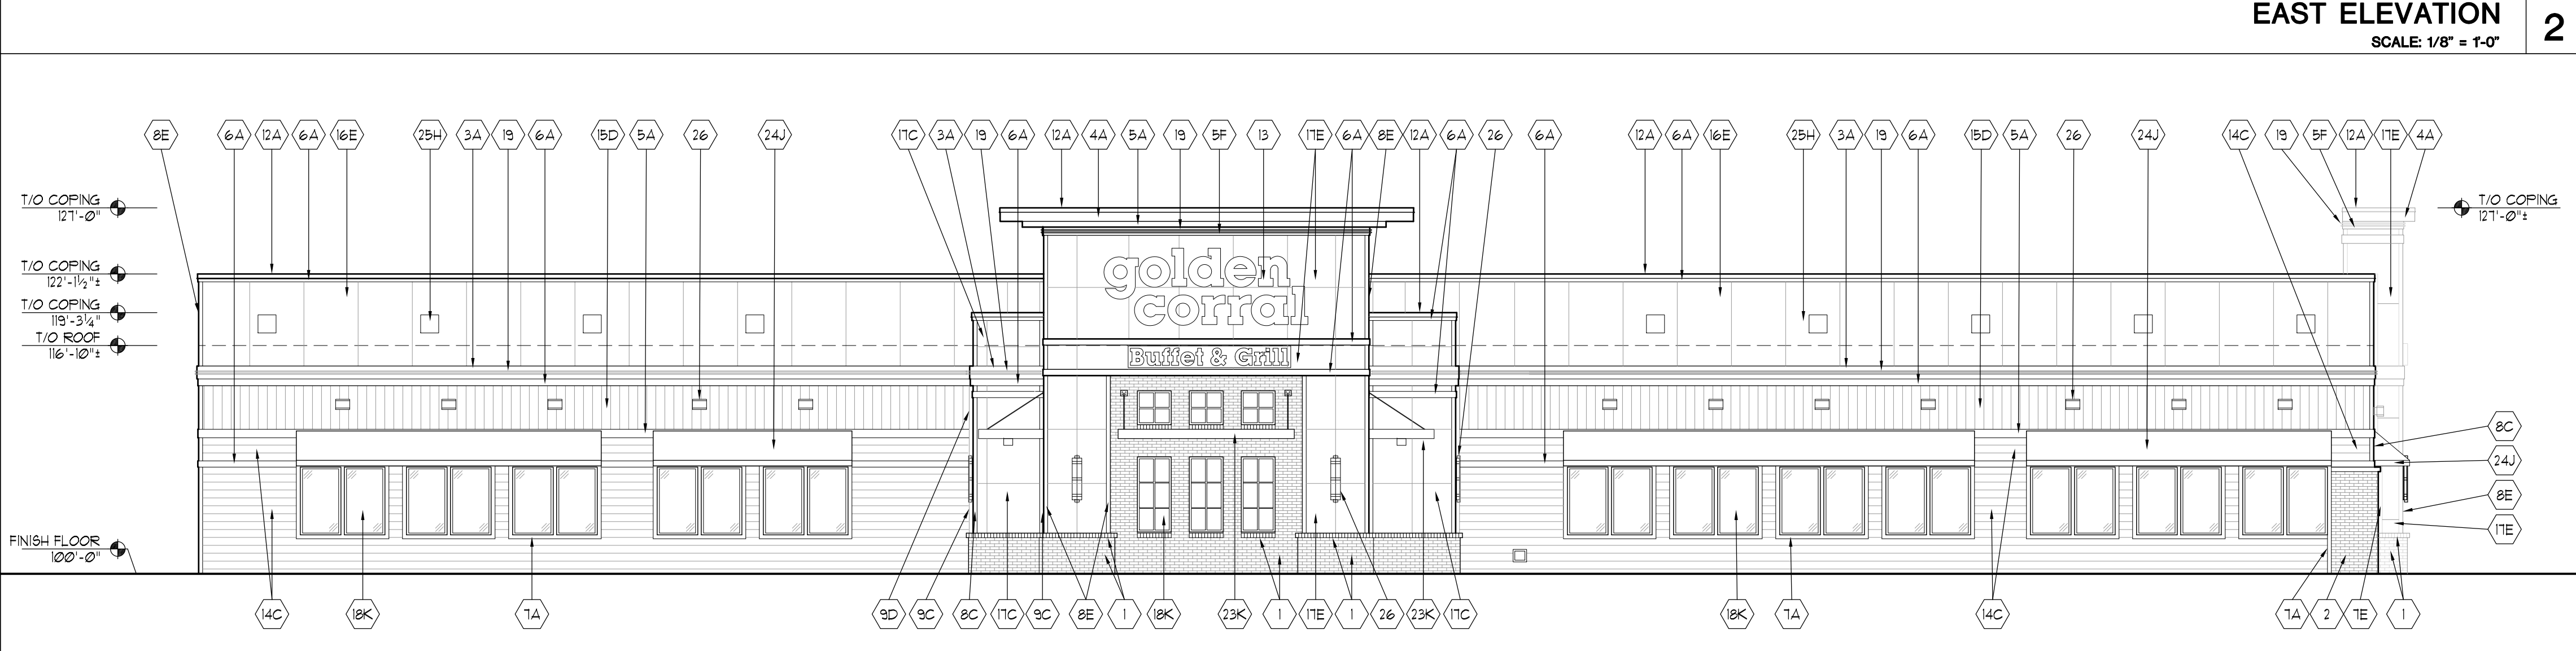 EAST ELEVATION
2
SCALE: 1/8" = 1'-0"
8E 6A 12A 6A 16E 25H 3A 19 6A 15D 5A 26 24J 17C 3A 19 6A 12A 4A 5A 19 5F 13 17E 6A 8E 12A 6A 26 6A 12A 6A 16E 25H 3A 19 6A 15D 5A 26 24J 14C 19 5F 12A 17E 4A
T/O COPING
127'-0"
T/O COPING
127'-0"±
T/O COPING
122'-1½"±
T/O COPING
119'-3¼"
T/O ROOF
116'-10"±
golden
corral
Buffet & Grill
8C
24J
8E
17E
FINISH FLOOR
100'-0"
14C 18K 7A 9D 9C 8C 17C 9C 8E 1 18K 23K 1 17E 1 26 23K 17C 18K 7A 14C 7A 2 7E 1